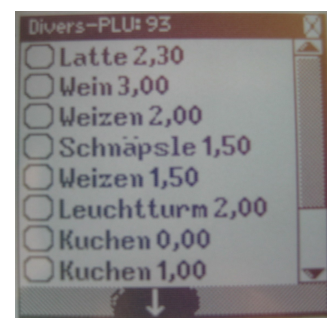 Divers-PLU: 93
Latte 2,30
Wein 3,00
Weizen 2,00
Schnäpsle 1,50
Weizen 1,50
Leuchtturm 2,00
Kuchen 0,00
Kuchen 1,00